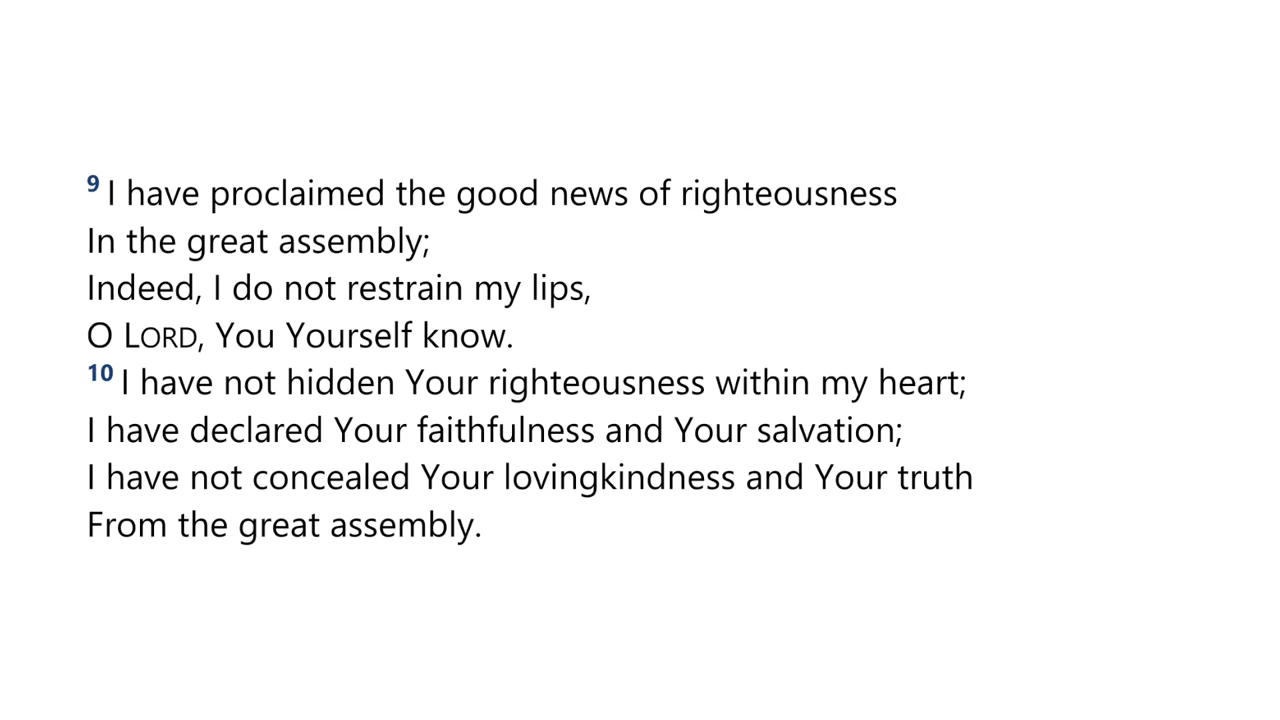 9 I have proclaimed the good news of righteousness
In the great assembly;
Indeed, I do not restrain my lips,
O LORD, You Yourself know.
10 I have not hidden Your righteousness within my heart;
I have declared Your faithfulness and Your salvation;
I have not concealed Your lovingkindness and Your truth
From the great assembly.